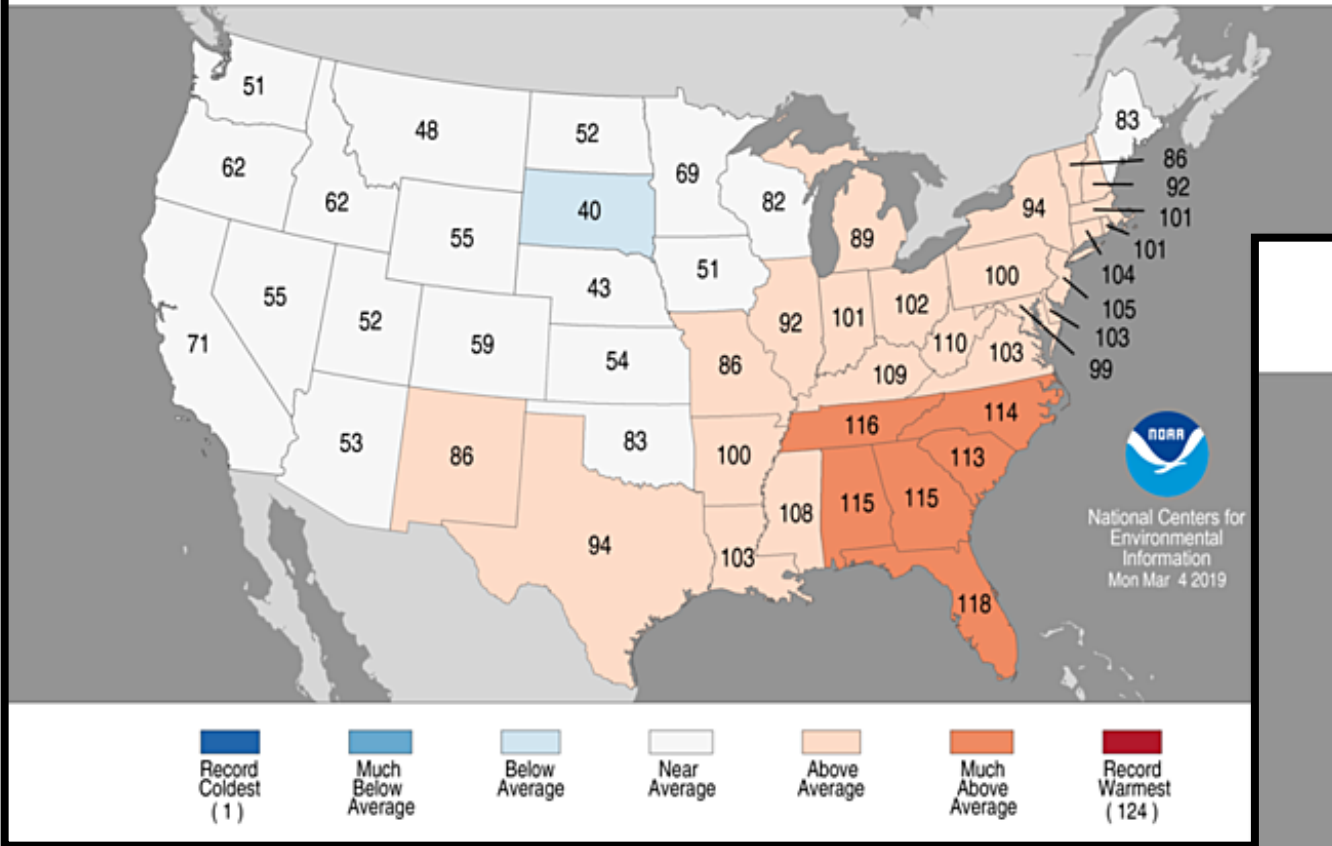 51
48
52
69
83
62
62
55
40
82
89
94
86
92
101
101
104
105
103
99
71
55
52
59
43
51
54
92
101
102
100
110
103
86
109
53
86
83
100
116
114
113
94
103
108
115
115
118
NOAA
National Centers for
Environmental
Information
Mon Mar 4 2019
Record
Coldest
( 1 )
Much
Below
Average
Below
Average
Near
Average
Above
Average
Much
Above
Average
Record
Warmest
( 124 )